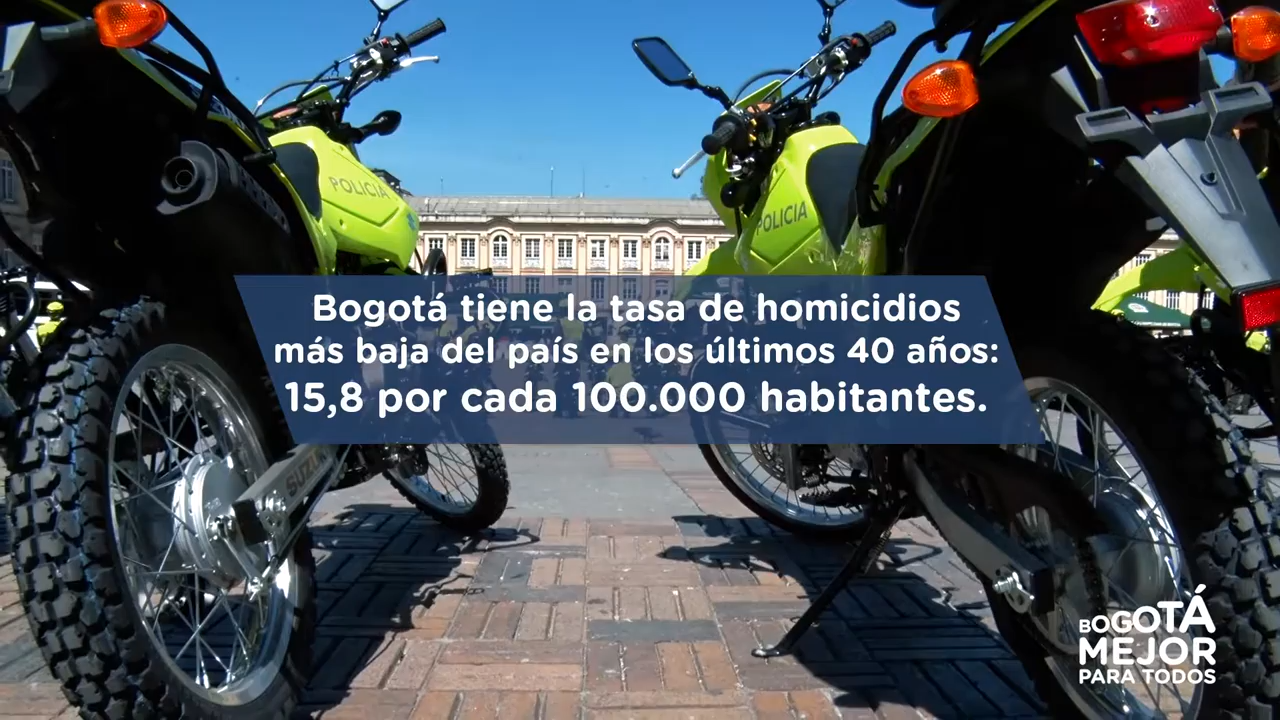 POLICIA
POLICIA
Bogotá tiene la tasa de homicidios
más baja del país en los últimos 40 años:
15,8 por cada 100.000 habitantes.
SUZUKI
BOGOTÁ
MEJOR
PARA TODOS